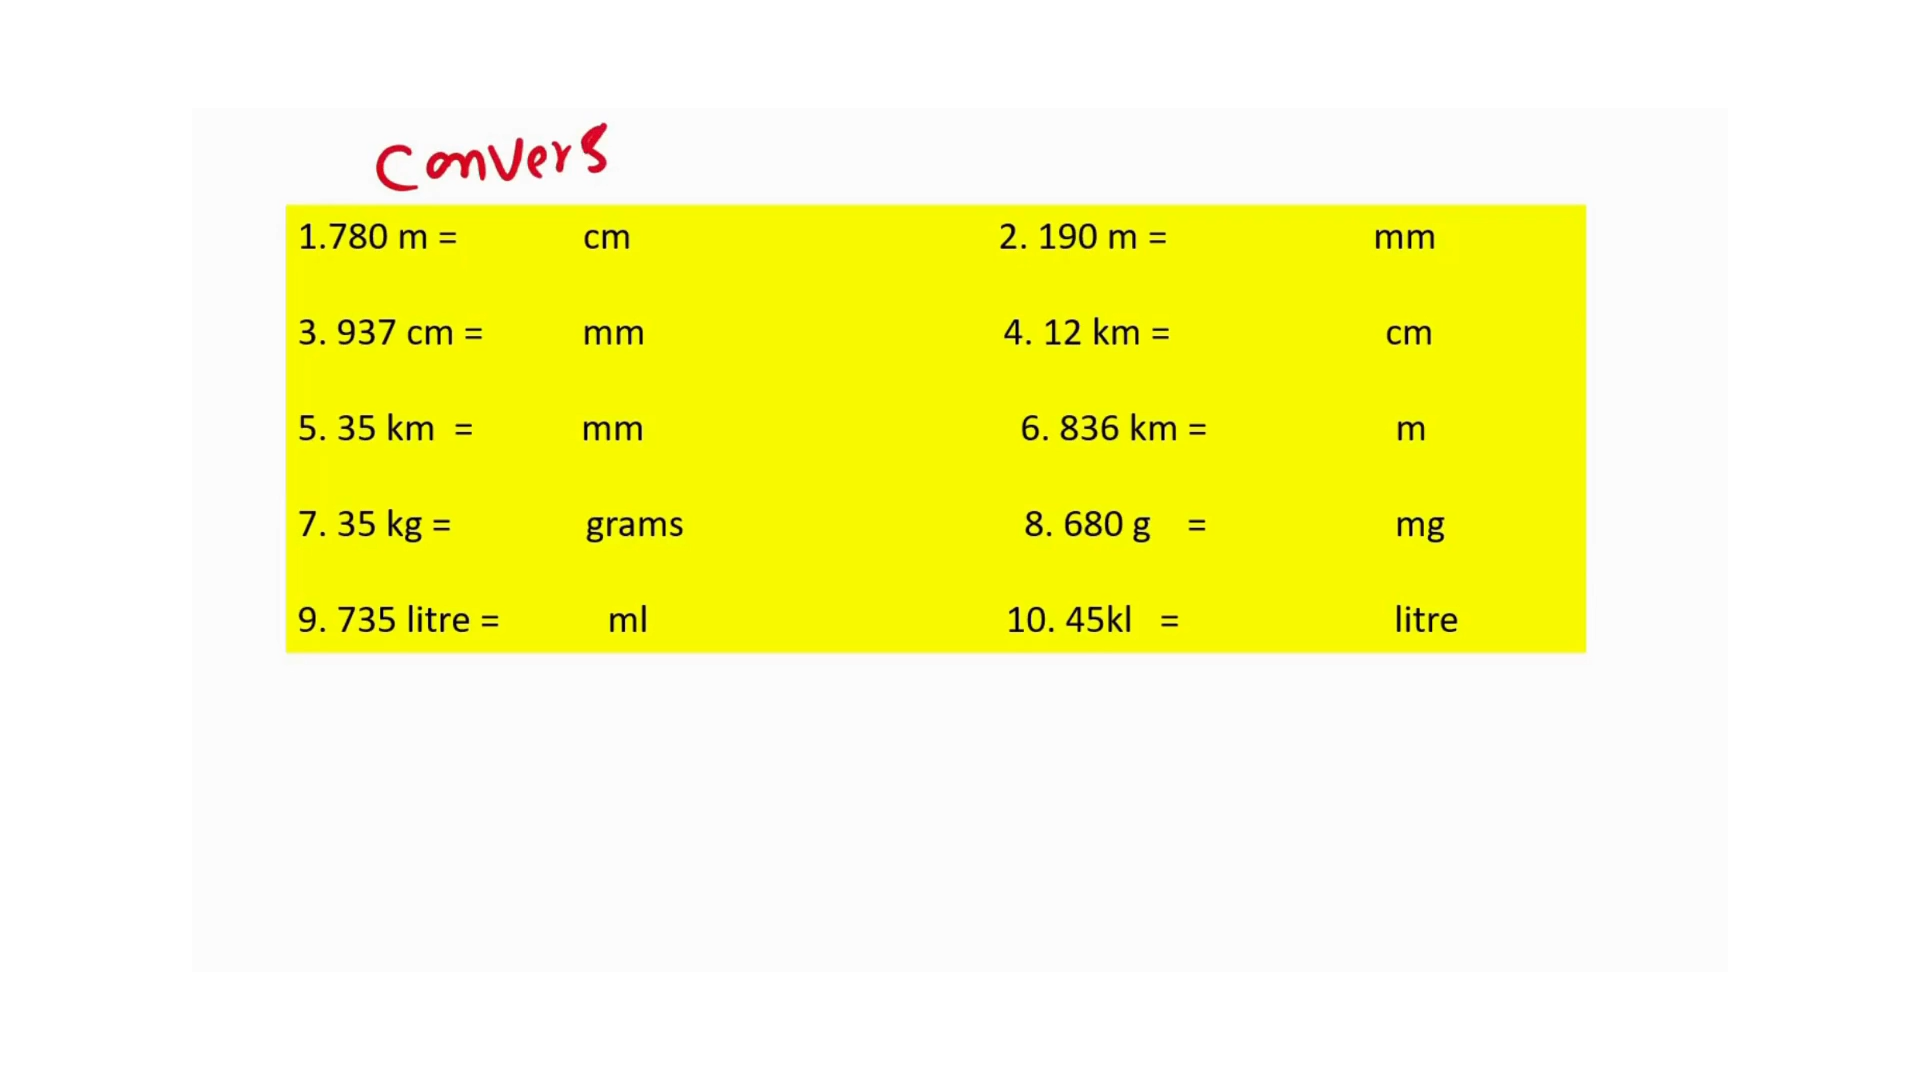 Convers
1.780 m = cm 2. 190 m = mm
3. 937 cm = mm 4. 12 km = cm
5. 35 km = mm 6. 836 km = m
7. 35 kg = grams 8. 680 g = mg
9. 735 litre = ml 10. 45kl = litre